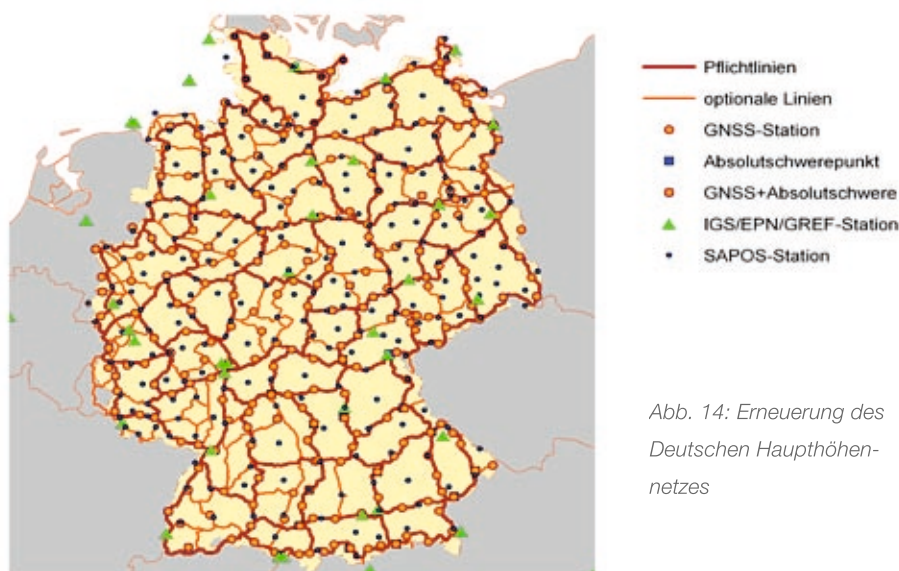 Pflichtlinien
optionale Linien
GNSS-Station
Absolutschwerepunkt
GNSS+Absolutschwere
IGS/EPN/GREF-Station
SAPOS-Station
Abb. 14: Erneuerung des
Deutschen Haupthöhen-
netzes